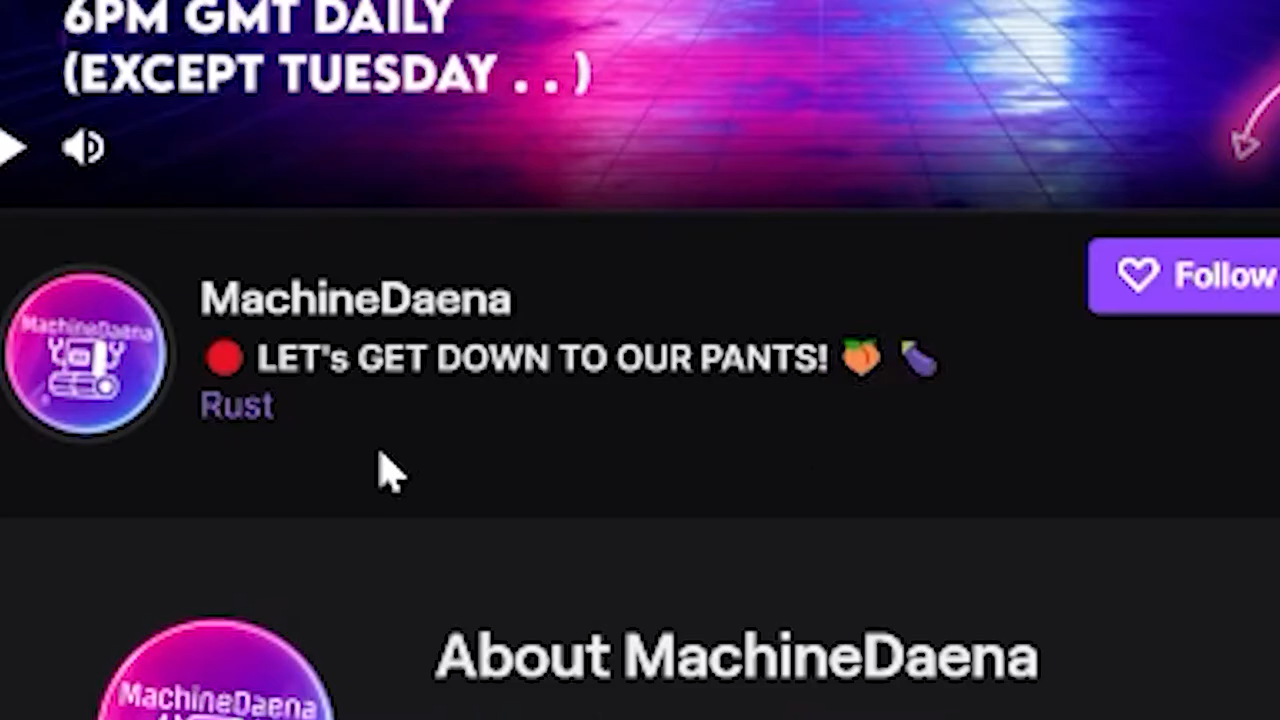 6PM GMT DAILY
(EXCEPT TUESDAY . . )
MachineDaena
MachineDaena
🔴 LET's GET DOWN TO OUR PANTS! 🍑 🍆
Rust
Follow
About MachineDaena
MachineDaena